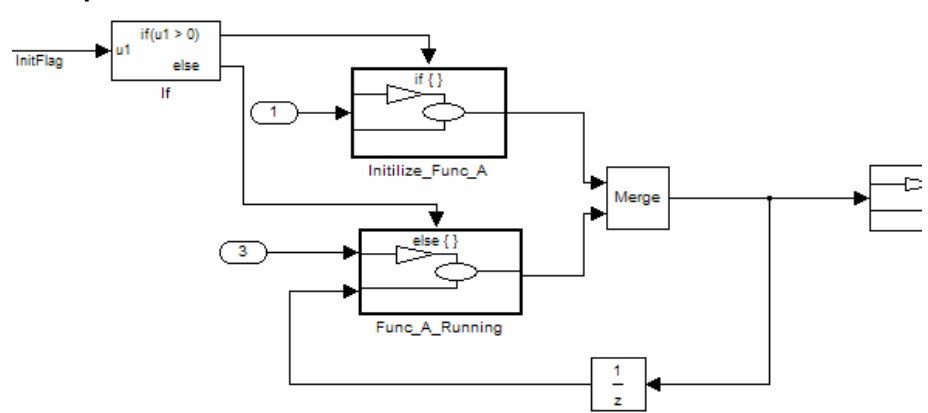 InitFlag
u1
if(u1 > 0)
else
If
if { }
1
Initilize_Func_A
Merge
else { }
3
Func_A_Running
1
z